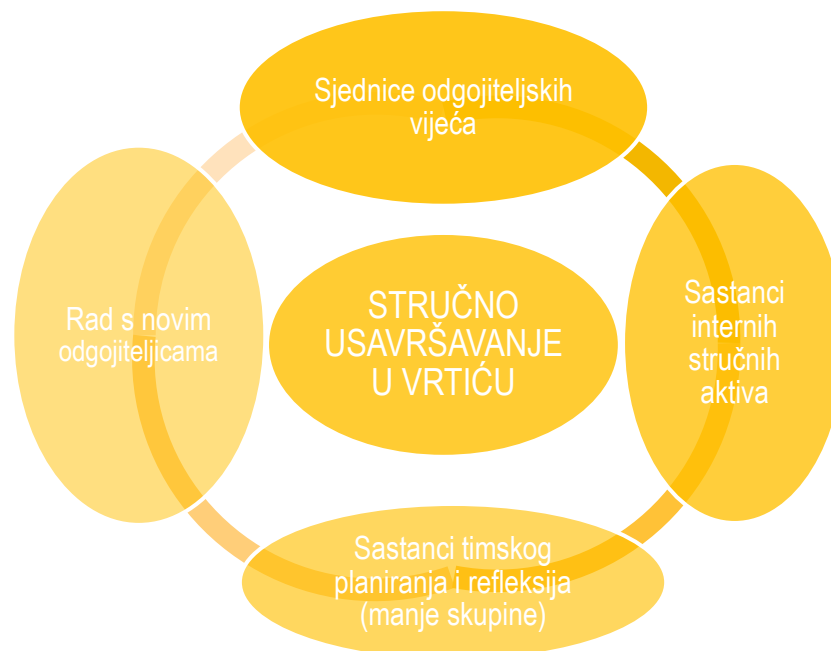 Sjednice odgojiteljskih
vijeća
Sastanci
internih
stručnih
aktiva
Sastanci timskog
planiranja i refleksija
(manje skupine)
Rad s novim
odgojiteljicama
STRUČNO
USAVRŠAVANJE
U VRTIĆU